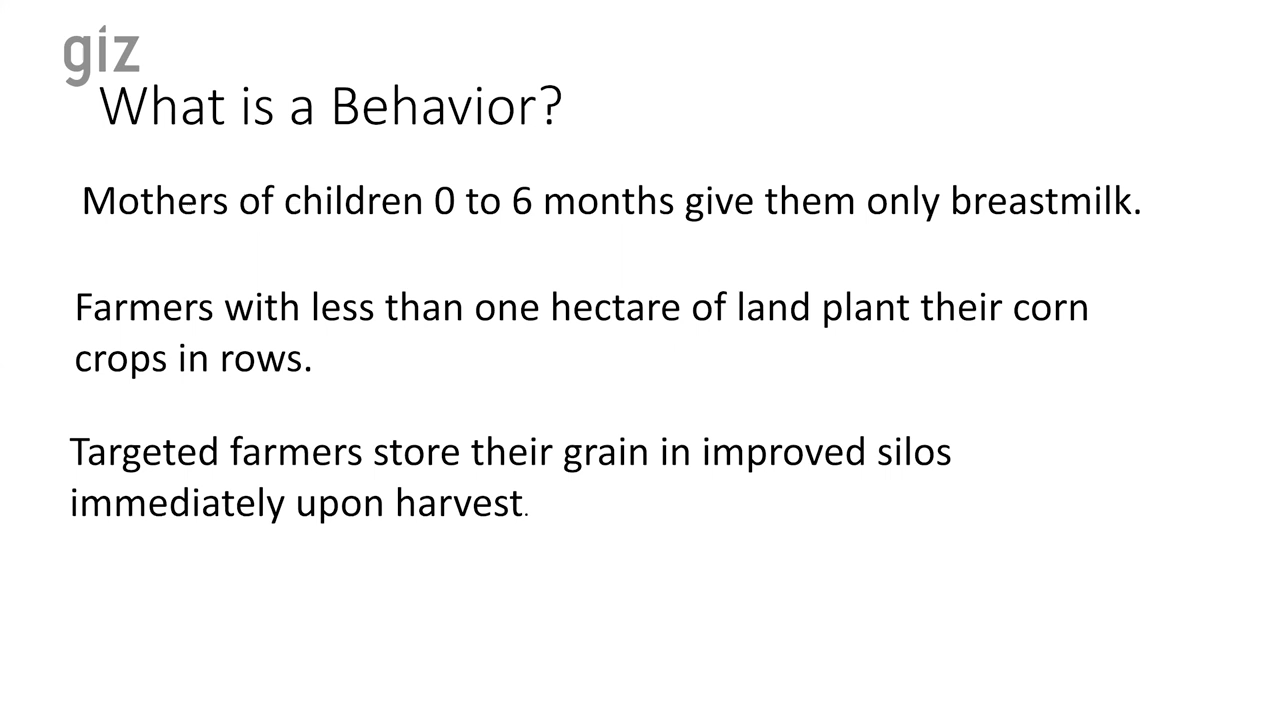 giz
What is a Behavior?
Mothers of children 0 to 6 months give them only breastmilk.
Farmers with less than one hectare of land plant their corn
crops in rows.
Targeted farmers store their grain in improved silos
immediately upon harvest.